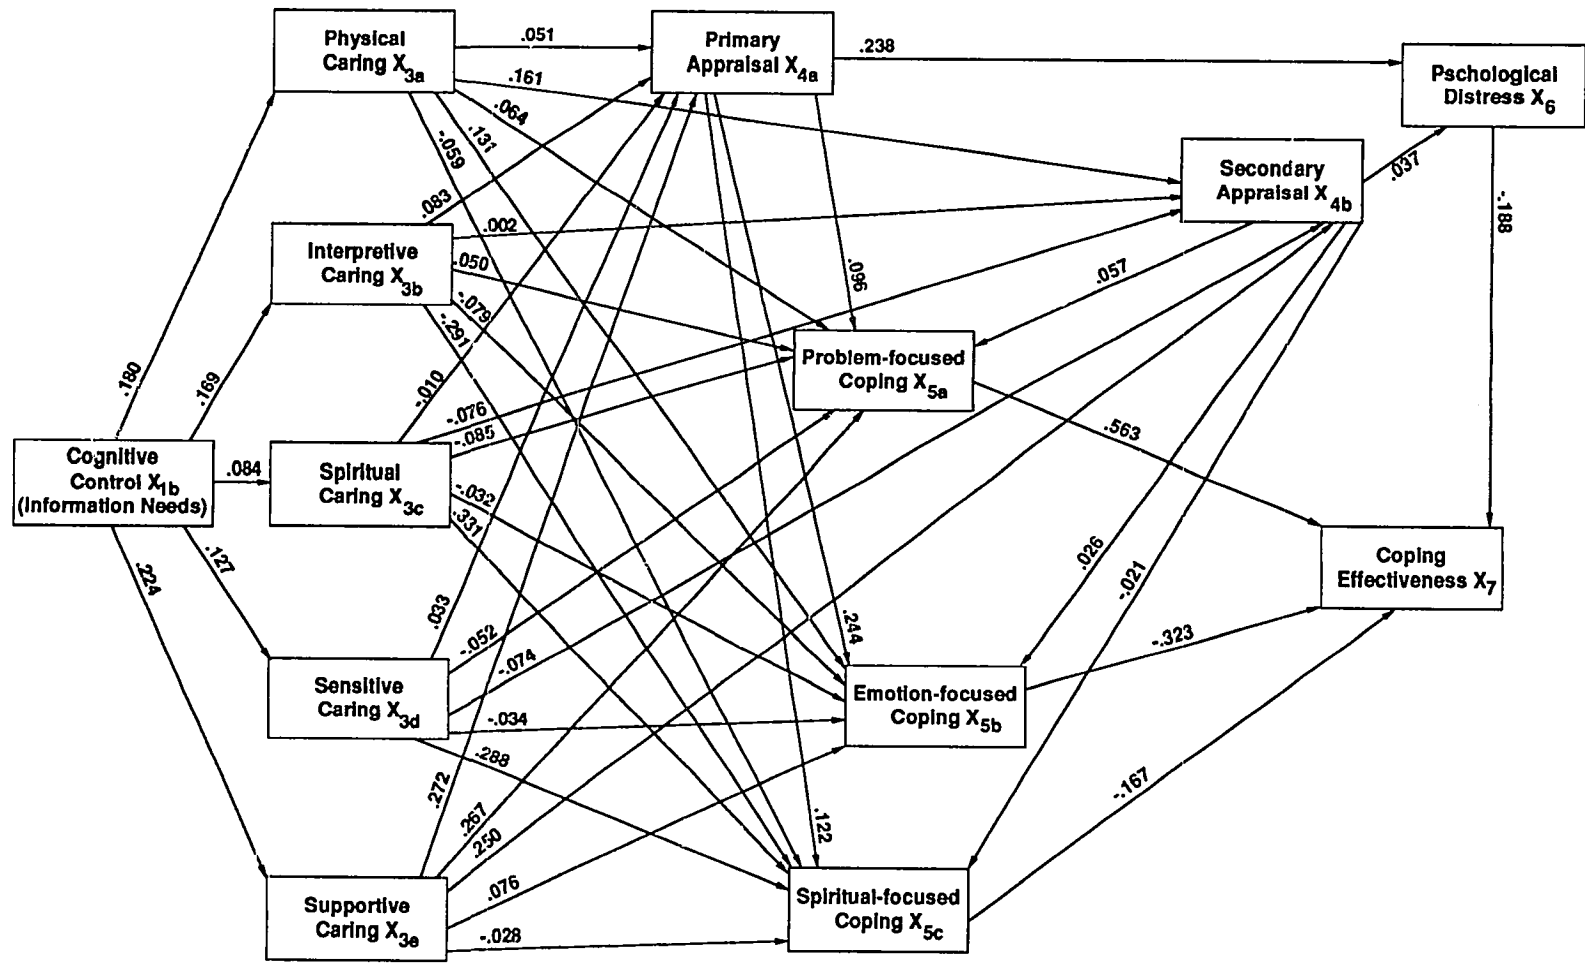 Physical
Caring X3a
Primary
Appraisal X4a
Pschological
Distress X6
Secondary
Appraisal X4b
Interpretive
Caring X3b
Problem-focused
Coping X5a
Cognitive
Control X1b
(Information Needs)
Spiritual
Caring X3c
Coping
Effectiveness X7
Sensitive
Caring X3d
Emotion-focused
Coping X5b
Supportive
Caring X3e
Spiritual-focused
Coping X5c
.051
.238
.161
.064
-.059
.131
.037
-.188
.083
.002
.050
-.079
-.291
.096
.057
.180
.169
-.010
-.076
-.085
.563
.084
-.032
.331
.127
.224
.026
-.021
.033
-.052
-.074
.244
-.323
-.034
.288
.272
.267
.250
.122
-.167
.076
-.028